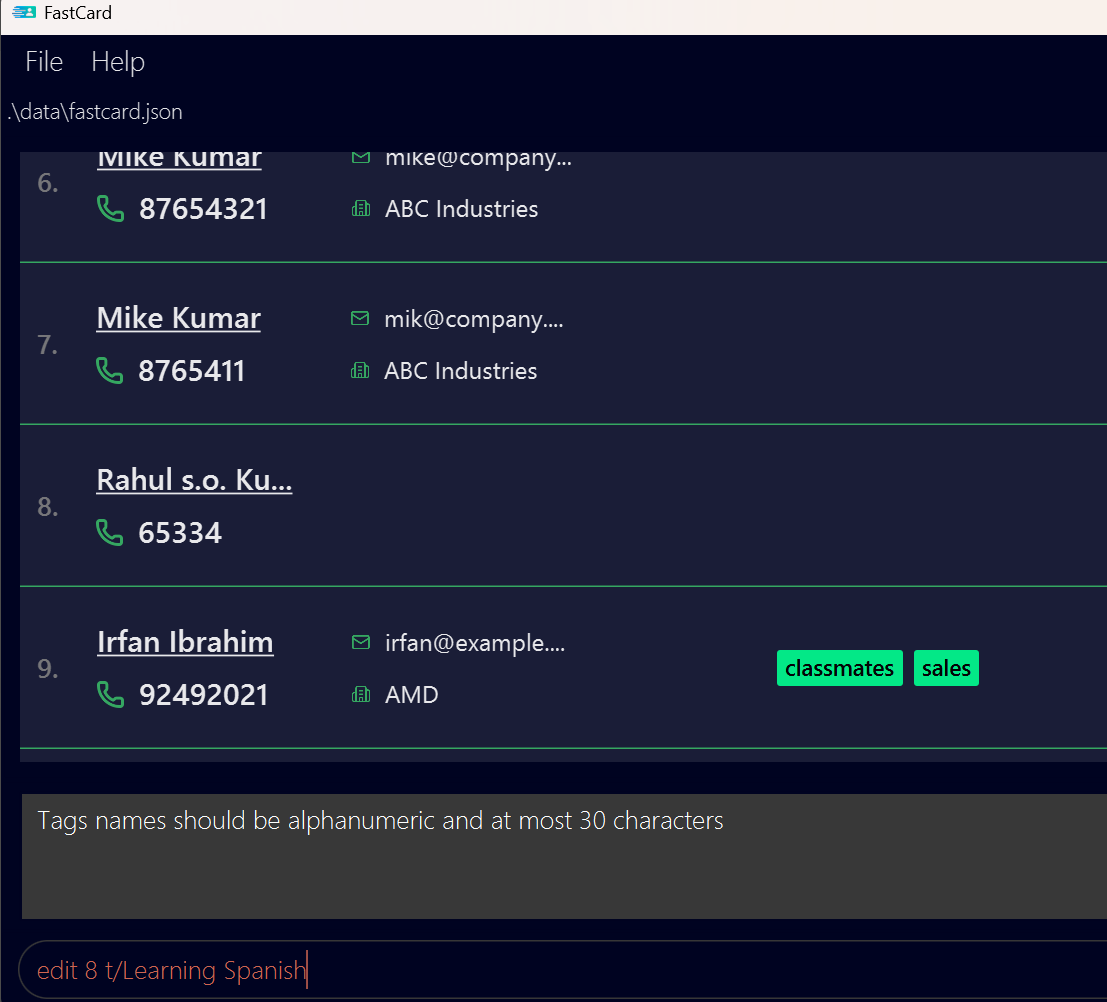 FastCard
File Help
.\data\fastcard.json
6.
Mike Kumar
mike@company...
87654321
ABC Industries
7.
Mike Kumar
mik@company....
8765411
ABC Industries
8.
Rahul s.o. Ku...
65334
9.
Irfan Ibrahim
irfan@example....
92492021
AMD
classmates sales
Tags names should be alphanumeric and at most 30 characters
edit 8 t/Learning Spanish